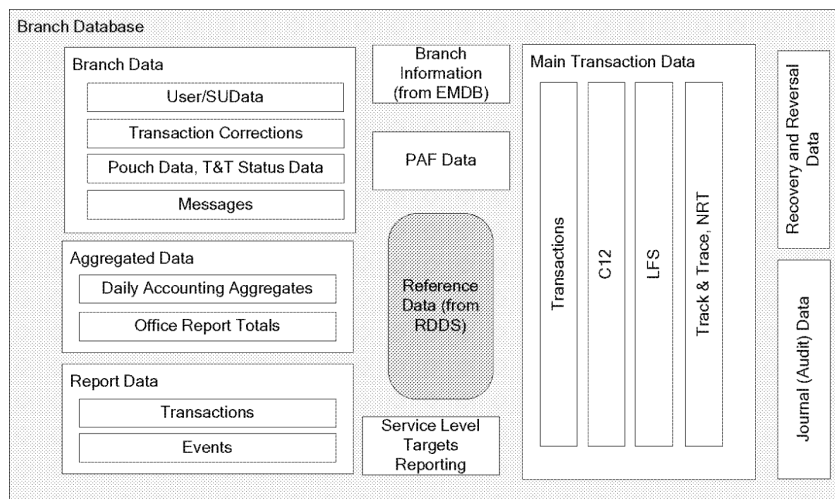 Branch Database
Branch Data
User/SUData
Transaction Corrections
Pouch Data, T&T Status Data
Messages
Aggregated Data
Daily Accounting Aggregates
Office Report Totals
Report Data
Transactions
Events
Branch
Information
(from EMDB)
PAF Data
Reference
Data (from
RDDS)
Service Level
Targets
Reporting
Main Transaction Data
Transactions
C12
LFS
Track & Trace, NRT
Recovery and Reversal
Data
Journal (Audit) Data